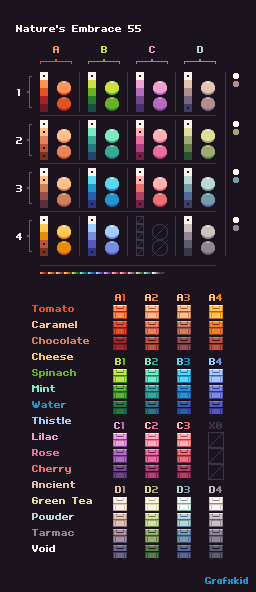 Nature's Embrace 55
A B C D
1
2
3
4
A1 A2 A3 A4
Tomato
Caramel
Chocolate
Cheese
B1 B2 B3 B4
Spinach
Mint
Water
Thistle
C1 C2 C3 X0
Lilac
Rose
Cherry
Ancient
D1 D2 D3 D4
Green Tea
Powder
Tarmac
Void
Grafxkid